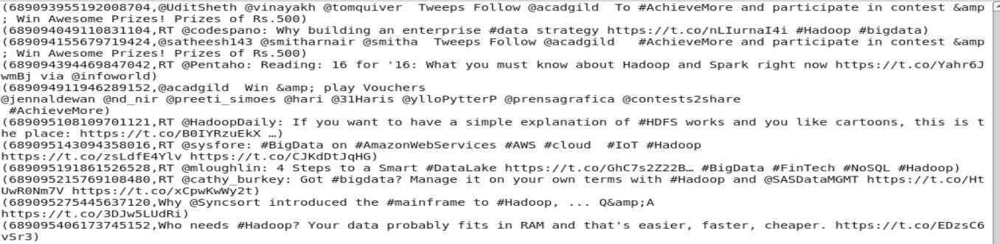 (689093955192008704,@UditSheth @vinayakh @tomquiver  Tweeps Follow @acadgild  To #AchieveMore and participate in contest &amp
; Win Awesome Prizes! Prizes of Rs.500)
(689094049110831104,RT @codespano: Why building an enterprise #data strategy https://t.co/nLIurnaI4i #Hadoop #bigdata)
(689094155679719424,@satheesh143 @smitharnair @smitha  Tweeps Follow @acadgild   #AchieveMore and participate in contest &amp
; Win Awesome Prizes! Prizes of Rs.500)
(689094394469847042,RT @Pentaho: Reading: 16 for '16: What you must know about Hadoop and Spark right now https://t.co/Yahr6J
wmBj via @infoworld)
(689094911946289152,@acadgild  Win &amp; play Vouchers
@jennaldewan @nd_nir @preeti_simoes @hari @31Haris @ylloPytterP @prensagrafica @contests2share
 #AchieveMore)
(689095108109701121,RT @HadoopDaily: If you want to have a simple explanation of #HDFS works and you like cartoons, this is t
he place: https://t.co/B0IYRzuEkX …)
(689095143094358016,RT @sysfore: #BigData on #AmazonWebServices #AWS #cloud  #IoT #Hadoop
https://t.co/zsLdfE4Ylv https://t.co/CJKdDtJqHG)
(689095191861526528,RT @mloughlin: 4 Steps to a Smart #DataLake https://t.co/GhC7s2Z22B… #BigData #FinTech #NoSQL #Hadoop)
(689095215769108480,RT @cathy_burkey: Got #bigdata? Manage it on your own terms with #Hadoop and @SASDataMGMT https://t.co/Ht
UwR0Nm7V https://t.co/xCpwKwWy2t)
(689095275445637120,Why @Syncsort introduced the #mainframe to #Hadoop, ... Q&amp;A
https://t.co/3DJw5LUdRi)
(689095406173745152,Who needs #Hadoop? Your data probably fits in RAM and that's easier, faster, cheaper. https://t.co/EDzsC6
vSr3)